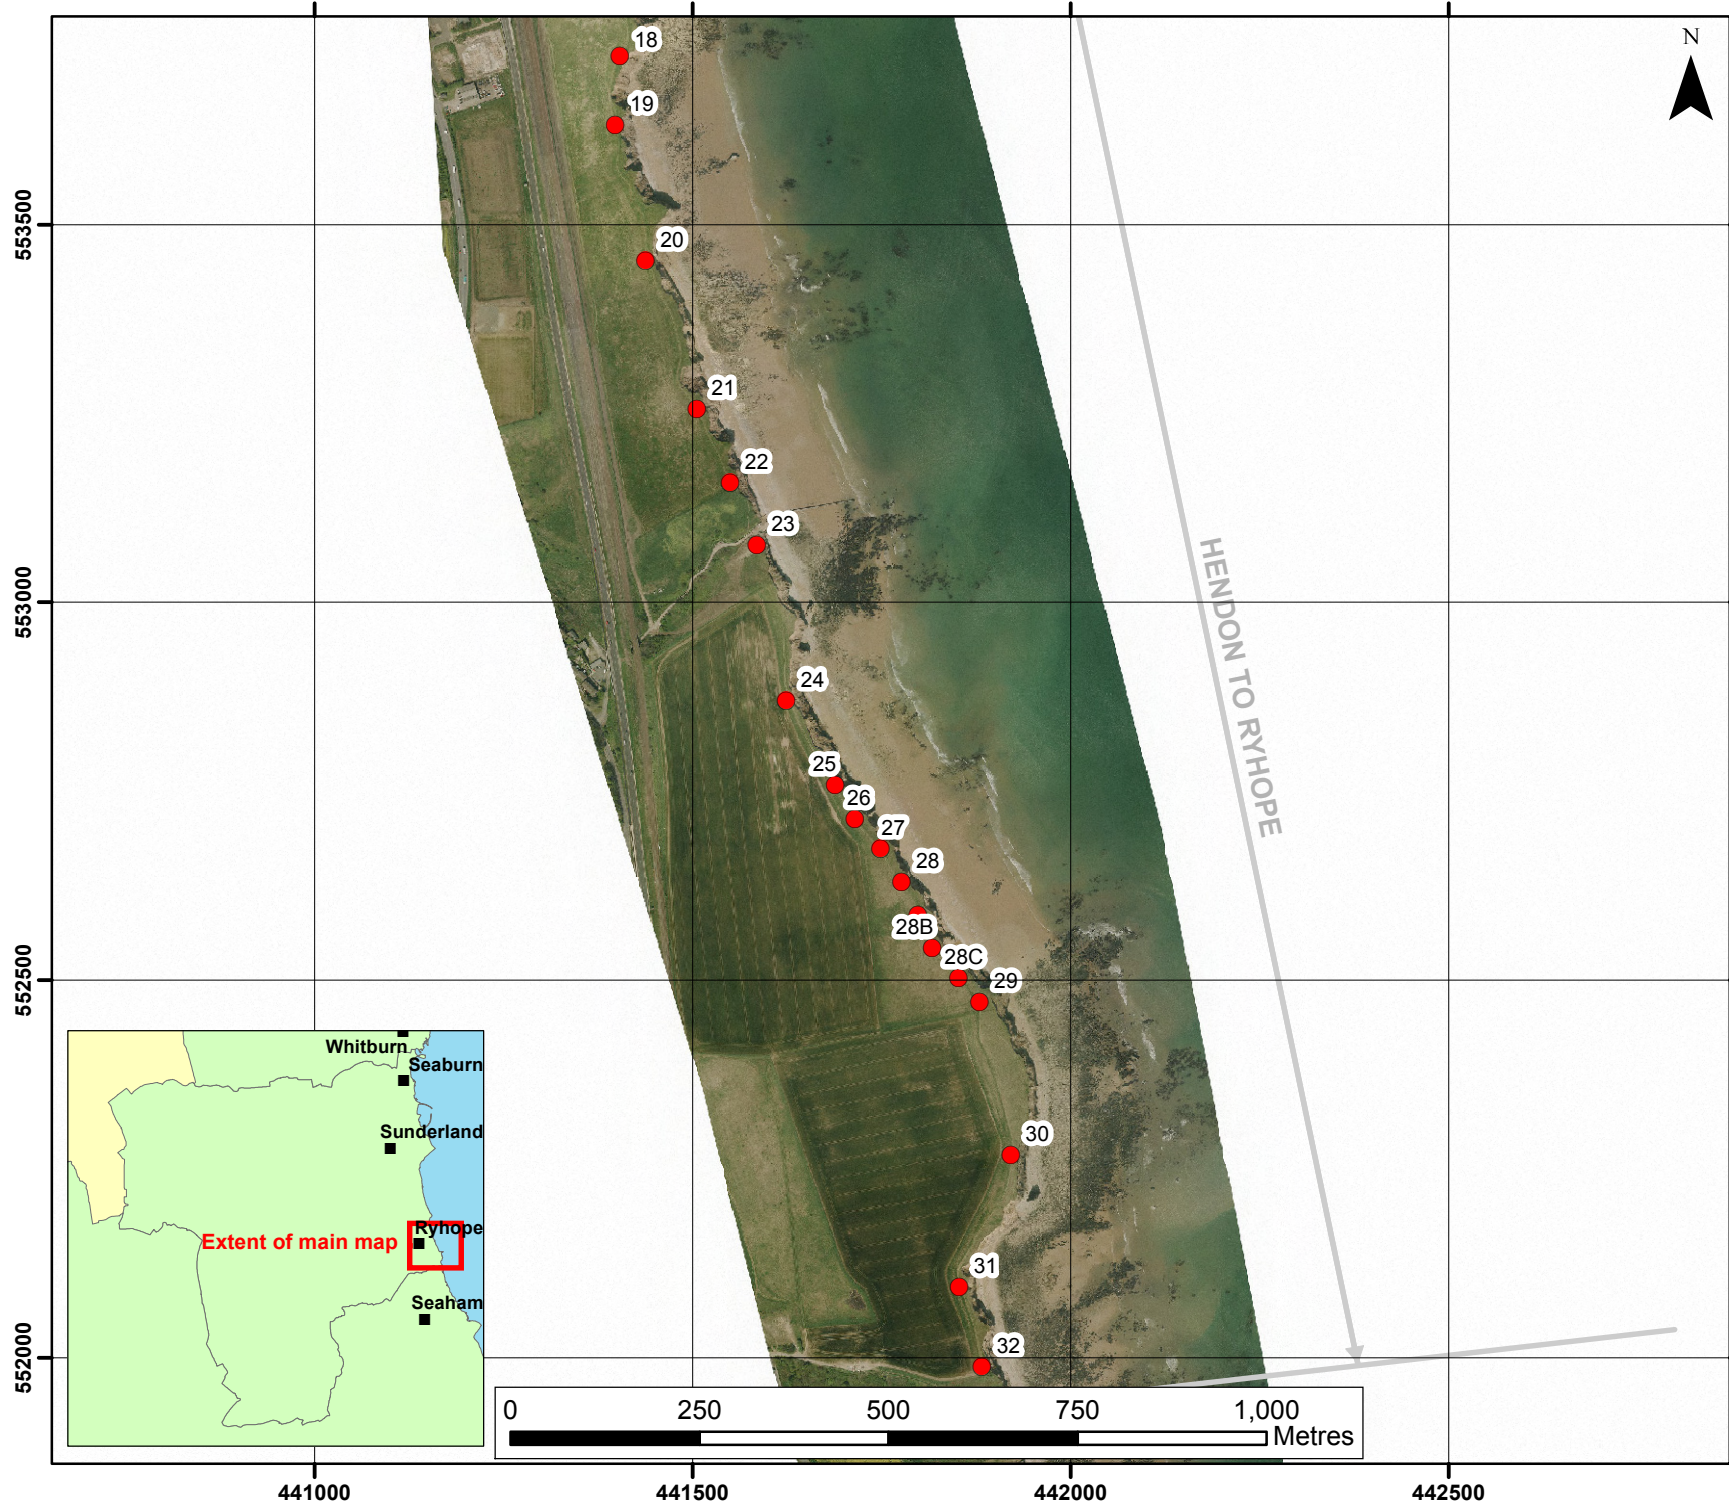 N
18
19
553500
20
21
22
23
HENDON TO RYHOPE
553000
24
25
26
27
28
28B
28C
29
552500
Whitburn
Seaburn
Sunderland
Ryhope
Extent of main map
Seaham
30
31
32
552000
0 250 500 750 1,000
Metres
441000 441500 442000 442500